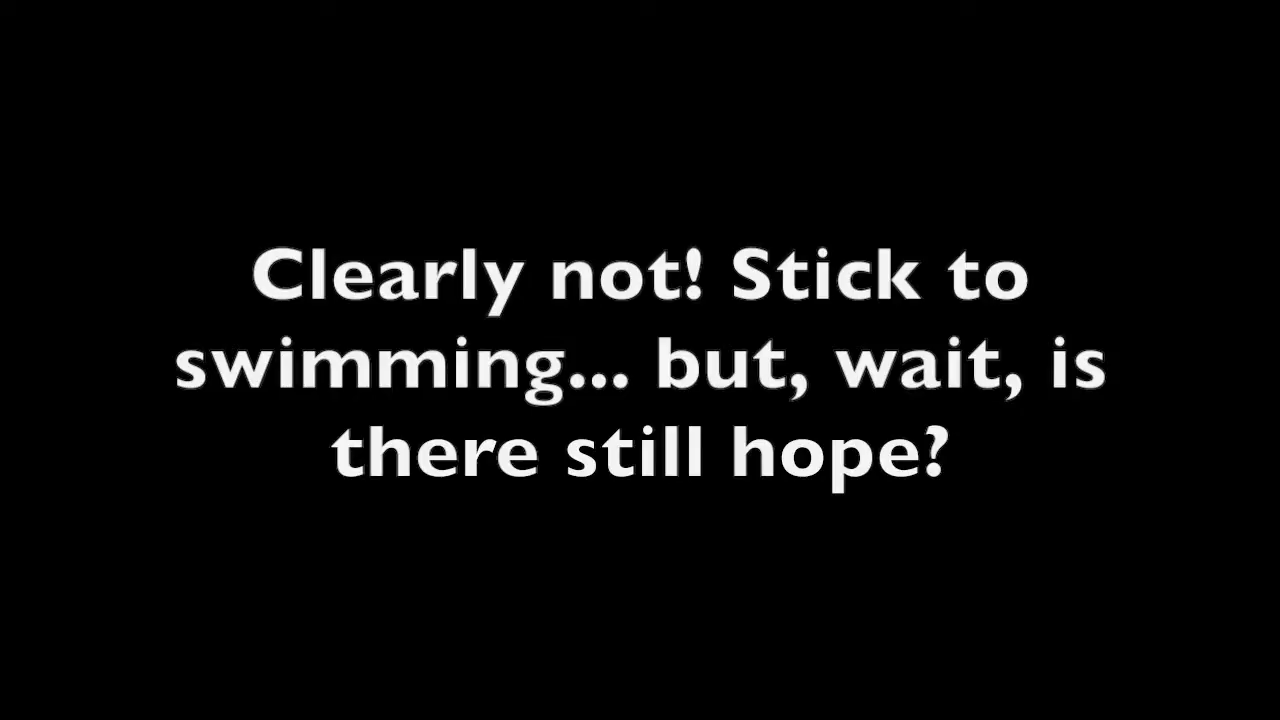 Clearly not! Stick to
swimming... but, wait, is
there still hope?